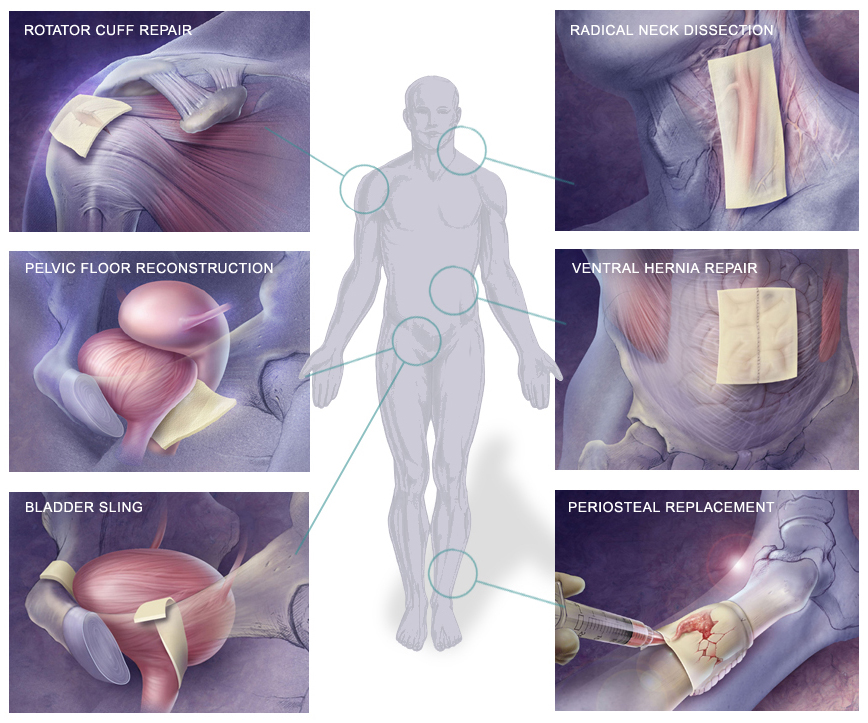 ROTATOR CUFF REPAIR
RADICAL NECK DISSECTION
PELVIC FLOOR RECONSTRUCTION
VENTRAL HERNIA REPAIR
BLADDER SLING
PERIOSTEAL REPLACEMENT